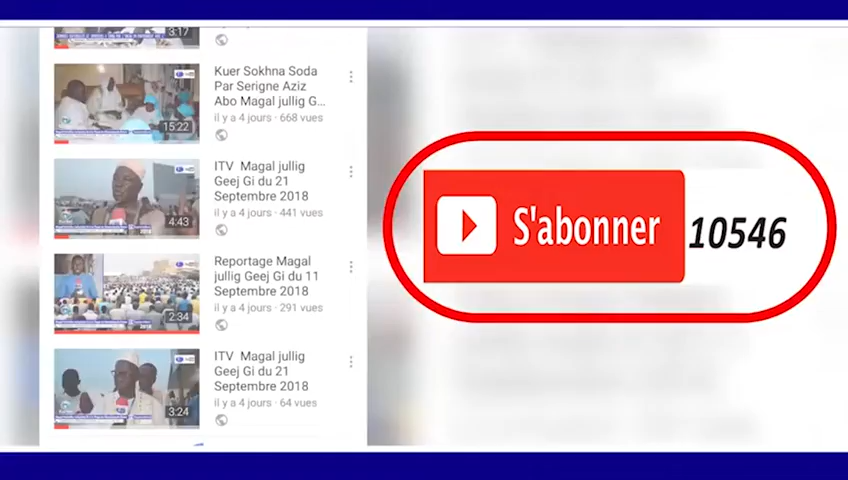 3:17
Kuer Sokhna Soda
Par Serigne Aziz
Abo Magal jullig G...
il y a 4 jours · 668 vues
15:22
ITV Magal jullig
Geej Gi du 21
Septembre 2018
il y a 4 jours · 441 vues
4:43
2018
Reportage Magal
jullig Geej Gi du 11
Septembre 2018
il y a 4 jours · 291 vues
2:34
2018
ITV Magal jullig
Geej Gi du 21
Septembre 2018
il y a 4 jours · 64 vues
3:24
S'abonner
10546